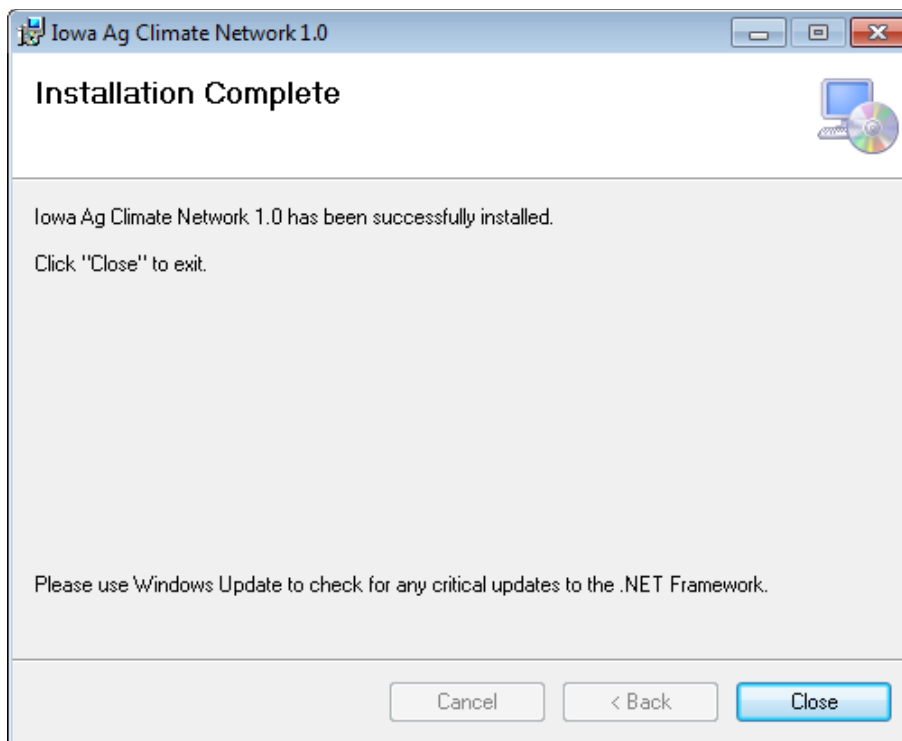 Iowa Ag Climate Network 1.0
Installation Complete
Iowa Ag Climate Network 1.0 has been successfully installed.
Click "Close" to exit.
Please use Windows Update to check for any critical updates to the .NET Framework.
Cancel
< Back
Close